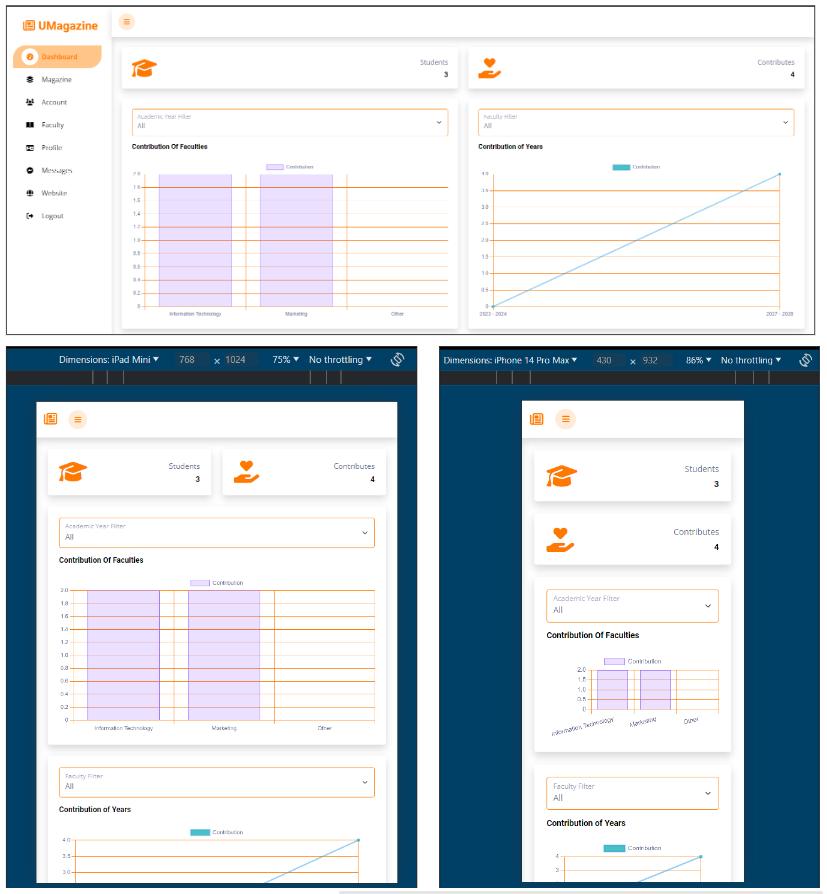 UMagazine
Dashboard
Magazine
Account
Faculty
Profile
Messages
Website
Logout
Students
3
Contributes
4
Academic Year Filter
All
Contribution Of Faculties
Contribution
2.0
1.8
1.6
1.4
1.2
1.0
0.8
0.6
0.4
0.2
0
Information Technology
Marketing
Other
Faculty Filter
All
Contribution of Years
Contribution
4.0
3.5
3.0
2.5
2.0
1.5
1.0
0.5
0
2023 - 2024
2027 - 2028
Dimensions: iPad Mini ▼ 768 × 1024 75% ▼ No throttling ▼
Students
3
Contributes
4
Academic Year Filter
All
Contribution Of Faculties
Contribution
2.0
1.8
1.6
1.4
1.2
1.0
0.8
0.6
0.4
0.2
0
Information Technology
Marketing
Other
Faculty Filter
All
Contribution of Years
Contribution
4.0
3.5
3.0
Dimensions: iPhone 14 Pro Max ▼ 430 × 932 86% ▼ No throttling ▼
Students
3
Contributes
4
Academic Year Filter
All
Contribution Of Faculties
Contribution
2.0
1.5
1.0
0.5
0
Information Technology
Marketing
Other
Faculty Filter
All
Contribution of Years
Contribution
4
3